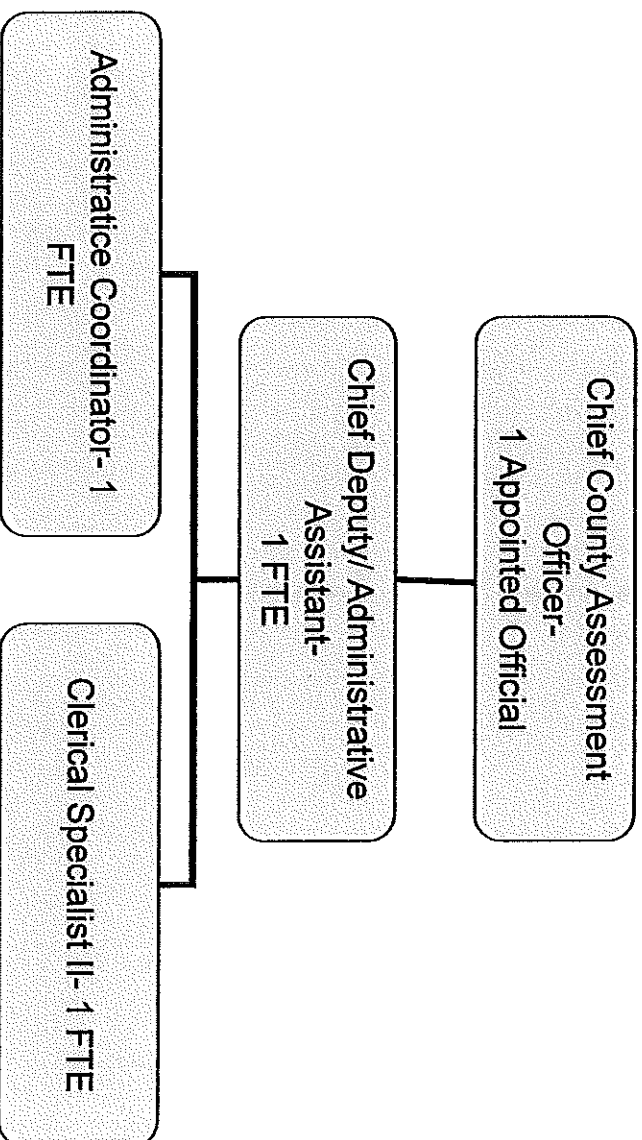 Chief County Assessment
Officer-
1 Appointed Official
Chief Deputy/ Administrative
Assistant-
1 FTE
Administratice Coordinator- 1
FTE
Clerical Specialist II- 1 FTE